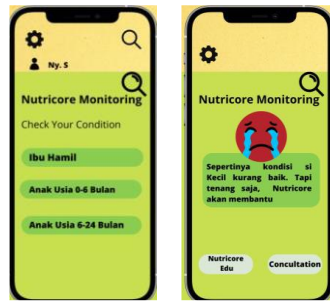 Ny. S
Nutricore Monitoring
Check Your Condition
Ibu Hamil
Anak Usia 0-6 Bulan
Anak Usia 6-24 Bulan
Nutricore Monitoring
Sepertinya kondisi si
Kecil kurang baik. Tapi
tenang saja, Nutricore
akan membantu
Nutricore
Edu
Concultation